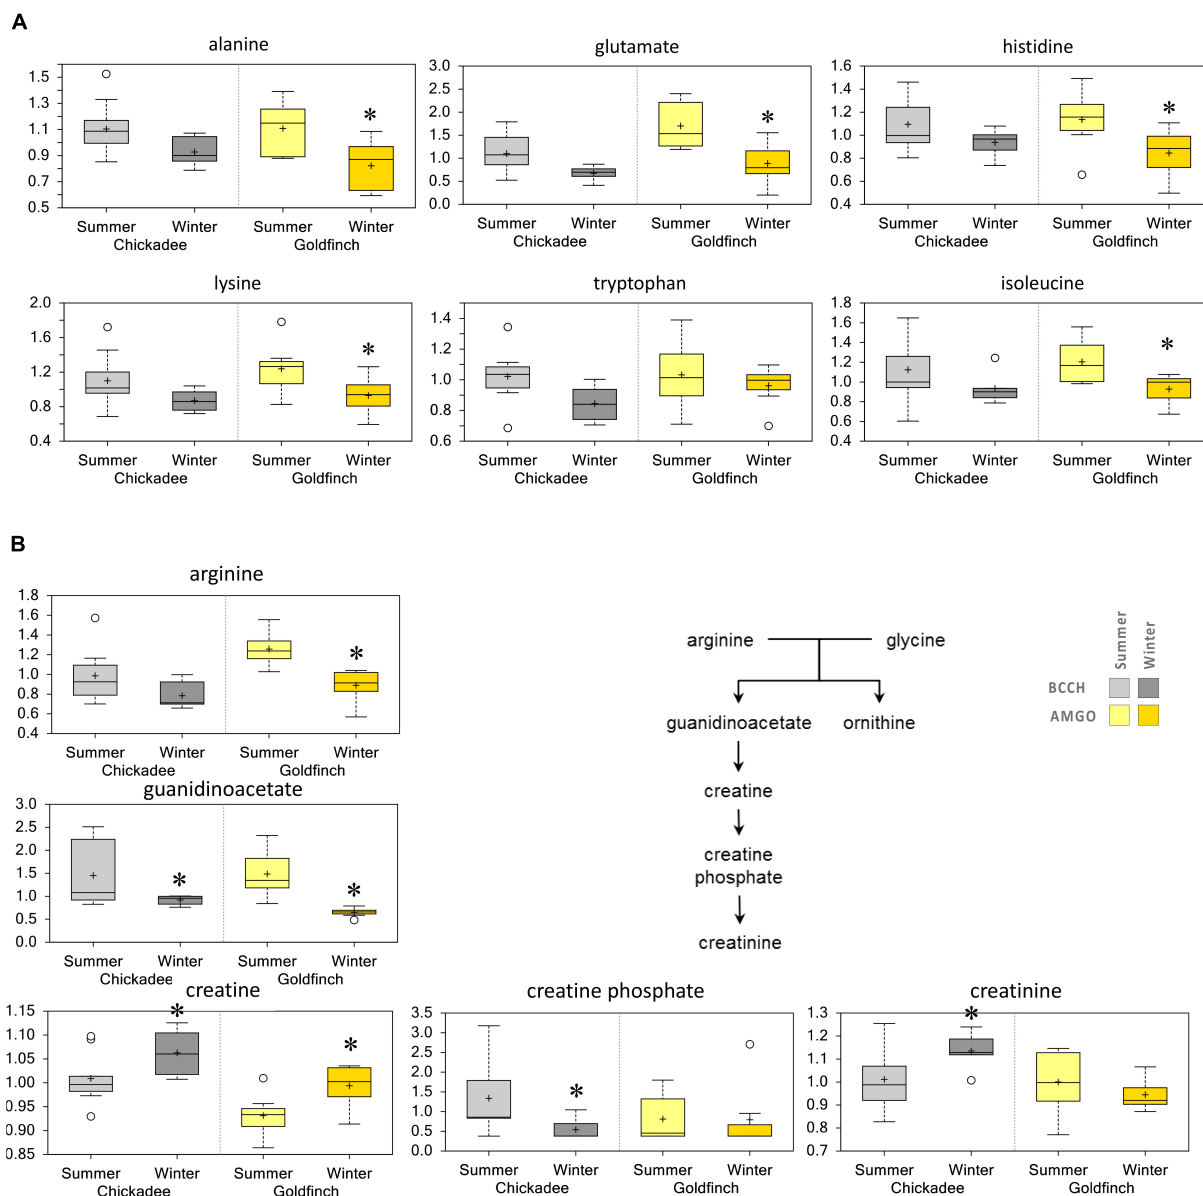 A
alanine
glutamate
histidine
1.5
1.3
1.1
0.9
0.7
0.5
*
Summer Winter Summer Winter
Chickadee Goldfinch
3.0
2.5
2.0
1.5
1.0
0.5
0.0
*
Summer Winter Summer Winter
Chickadee Goldfinch
1.6
1.4
1.2
1.0
0.8
0.6
0.4
*
Summer Winter Summer Winter
Chickadee Goldfinch
lysine
tryptophan
isoleucine
2.0
1.6
1.2
0.8
0.4
*
Summer Winter Summer Winter
Chickadee Goldfinch
1.4
1.2
1.0
0.8
0.6
Summer Winter Summer Winter
Chickadee Goldfinch
1.8
1.6
1.4
1.2
1.0
0.8
0.6
0.4
*
Summer Winter Summer Winter
Chickadee Goldfinch
B
arginine
1.8
1.6
1.4
1.2
1.0
0.8
0.6
0.4
*
Summer Winter Summer Winter
Chickadee Goldfinch
arginine glycine
guanidinoacetate ornithine
creatine
creatine
phosphate
creatinine
Summer Winter
BCCH
AMGO
guanidinoacetate
3.0
2.5
2.0
1.5
1.0
0.5
0.0
* *
Summer Winter Summer Winter
Chickadee Goldfinch
creatine
creatine phosphate
creatinine
1.15
1.10
1.05
1.00
0.95
0.90
0.85
* *
Summer Winter Summer Winter
Chickadee Goldfinch
3.5
3.0
2.5
2.0
1.5
1.0
0.5
0.0
*
Summer Winter Summer Winter
Chickadee Goldfinch
1.3
1.2
1.1
1.0
0.9
0.8
0.7
*
Summer Winter Summer Winter
Chickadee Goldfinch